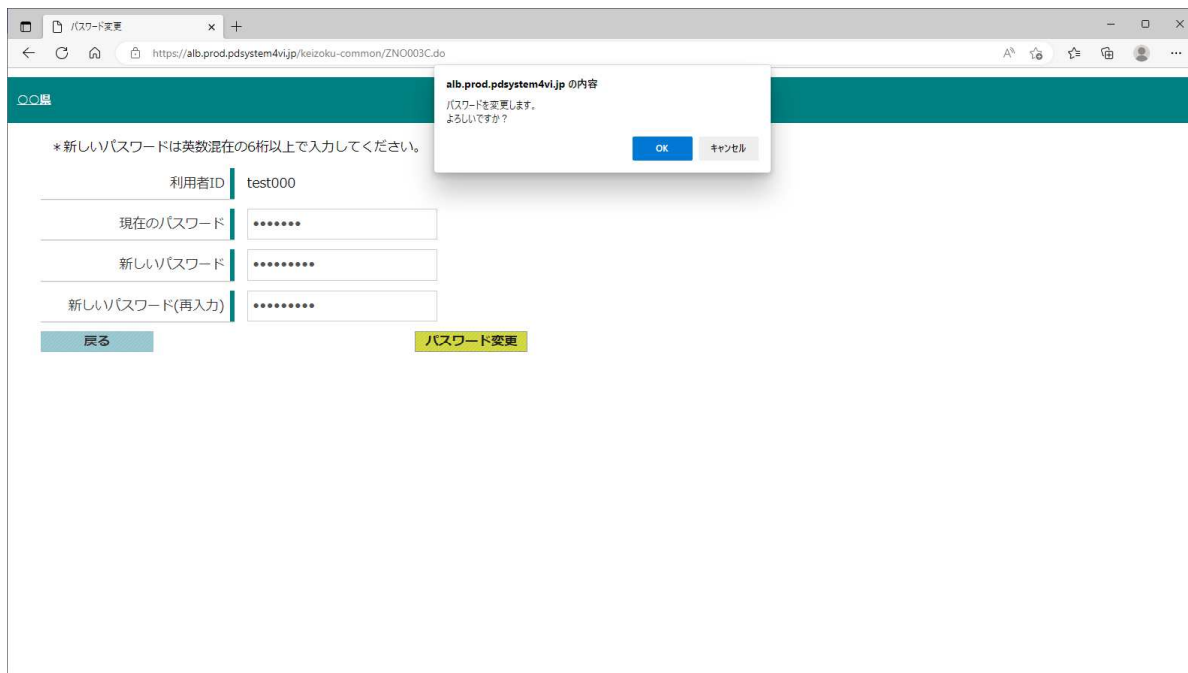 パスワード変更
https://alb.prod.pdsystem4vi.jp/keizoku-common/ZNO003C.do
alb.prod.pdsystem4vi.jp の内容
パスワードを変更します。
よろしいですか?
OK キャンセル
○○県
*新しいパスワードは英数混在の6桁以上で入力してください。
利用者ID test000
現在のパスワード •••••••
新しいパスワード •••••••••
新しいパスワード(再入力) •••••••••
戻る パスワード変更